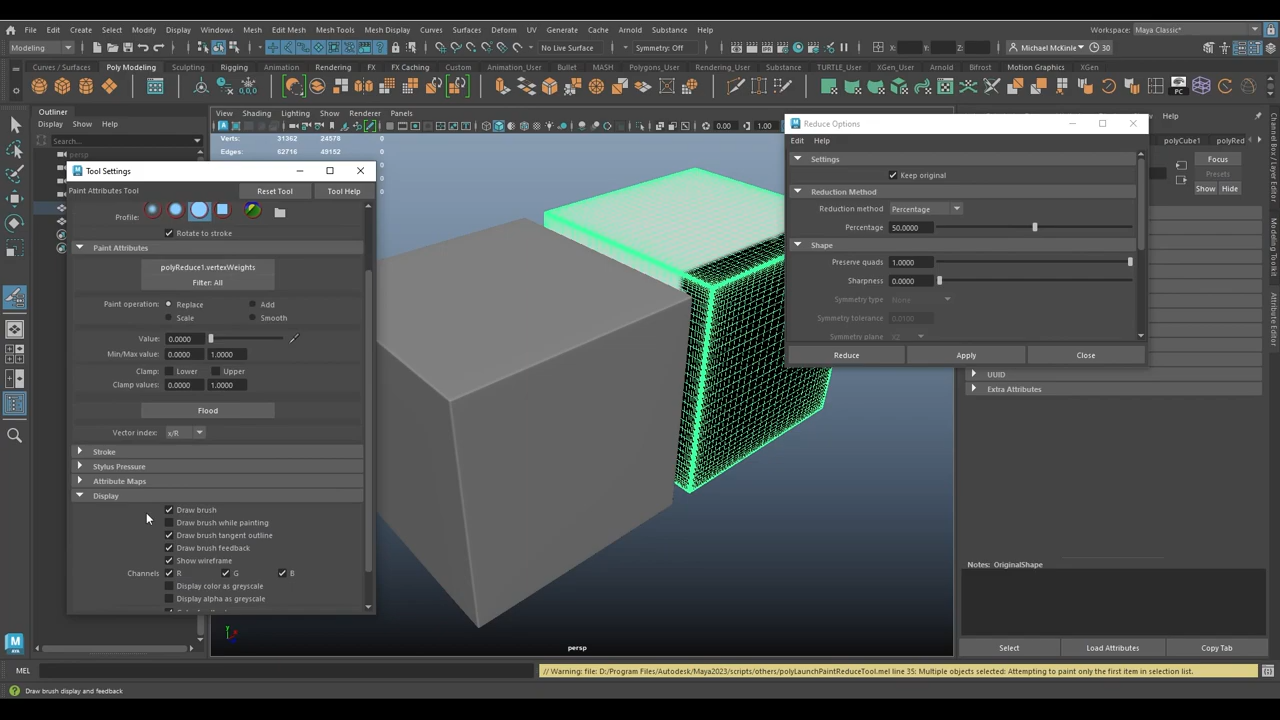 File Edit Create Select Modify Display Windows Mesh Edit Mesh Mesh Tools Mesh Display Curves Surfaces Deform UV Generate Cache Arnold Substance Help Workspace: Maya Classic*
Modeling No Live Surface Symmetry: Off X: Y: Z: Michael McKinle 30
Curves / Surfaces Poly Modeling Sculpting Rigging Animation Rendering FX FX Caching Custom Animation_User Bullet MASH Polygons_User Rendering_User Substance TURTLE_User XGen_User Arnold Bifrost Motion Graphics XGen
PC
Outliner
Display Show Help
Search...
persp
View Shading Lighting Show Renderer Panels
0.00 1.00
Verts: 31362 24578 0
Edges: 62716 49152 0
Tool Settings
Paint Attributes Tool Reset Tool Tool Help
Profile:
Rotate to stroke
Paint Attributes
polyReduce1.vertexWeights
Filter: All
Paint operation: Replace Add
Scale Smooth
Value: 0.0000
Min/Max value: 0.0000 1.0000
Clamp: Lower Upper
Clamp values: 0.0000 1.0000
Flood
Vector index: x/R
Stroke
Stylus Pressure
Attribute Maps
Display
Draw brush
Draw brush while painting
Draw brush tangent outline
Draw brush feedback
Show wireframe
Channels R G B
Display color as greyscale
Display alpha as greyscale
persp
Reduce Options
Edit Help
Settings
Keep original
Reduction Method
Reduction method Percentage
Percentage 50.0000
Shape
Preserve quads 1.0000
Sharpness 0.0000
Symmetry type None
Symmetry tolerance 0.0100
Symmetry plane
Reduce Apply Close
Help
polyCube1 polyRed
Focus
Presets
Show Hide
UUID
Extra Attributes
Notes: OriginalShape
Select Load Attributes Copy Tab
Channel Box / Layer Editor
Modeling Toolkit
Attribute Editor
MEL // Warning: file: D:/Program Files/Autodesk/Maya2023/scripts/others/polyLaunchPaintReduceTool.mel line 35: Multiple objects selected: Attempting to paint only the first item in selection list.
Draw brush display and feedback